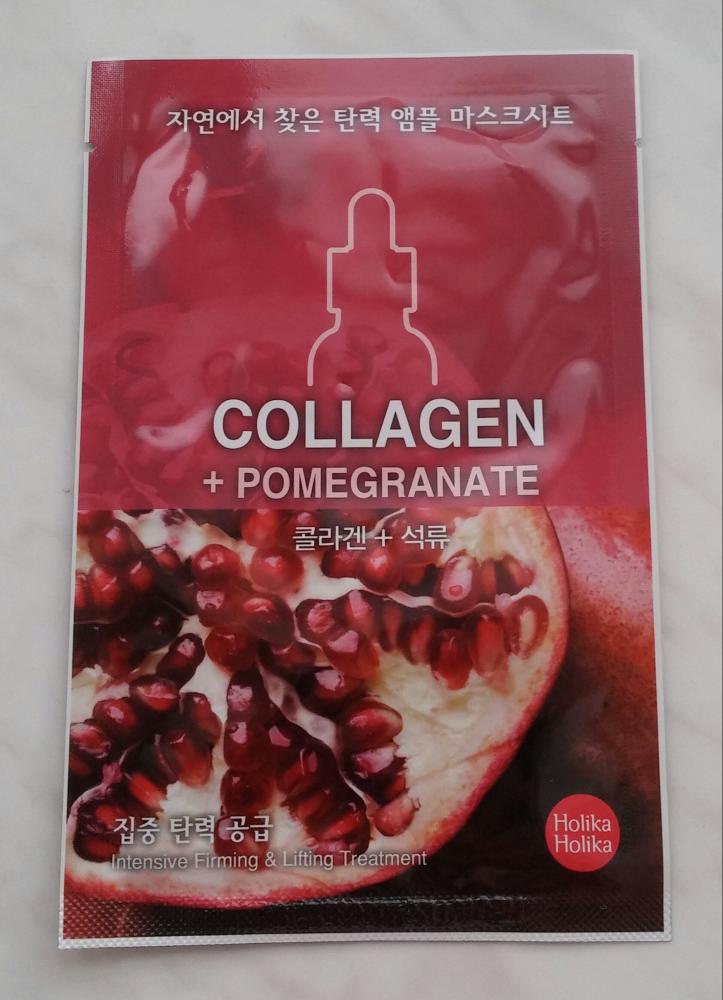 자연에서 찾은 탄력 앰플 마스크시트
COLLAGEN
+ POMEGRANATE
콜라겐 + 석류
집중 탄력 공급
Intensive Firming & Lifting Treatment
Holika
Holika